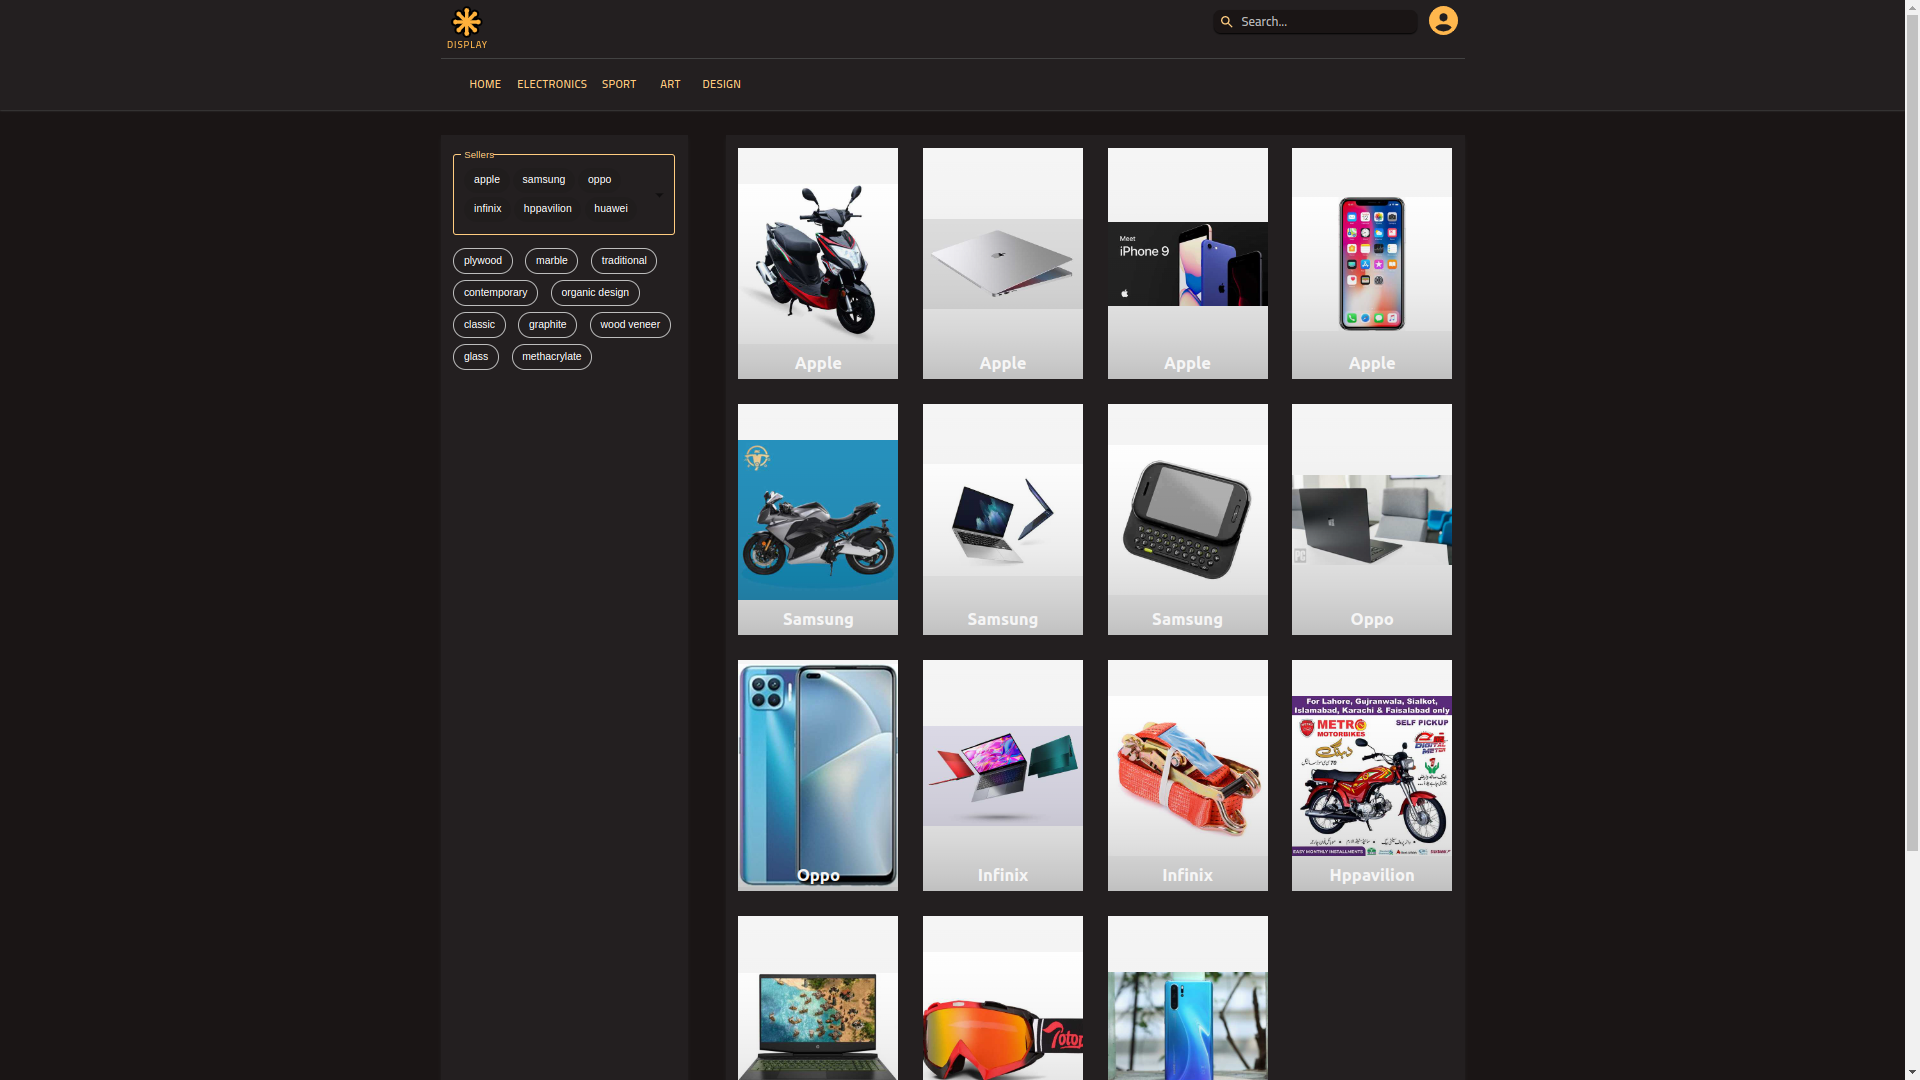 DISPLAY
Search...
HOME ELECTRONICS SPORT ART DESIGN
Sellers
apple samsung oppo
infinix hppavilion huawei
plywood marble traditional
contemporary organic design
classic graphite wood veneer
glass methacrylate
Meet
iPhone 9
Apple Apple Apple Apple
Samsung Samsung Samsung Oppo
For Lahore, Gujranwala, Sialkot,
Islamabad, Karachi & Faisalabad only
METRO
MOTORBIKES
SELF PICKUP
DIGITAL
METER
EASY MONTHLY INSTALLMENTS
Oppo Infinix Infinix Hppavilion